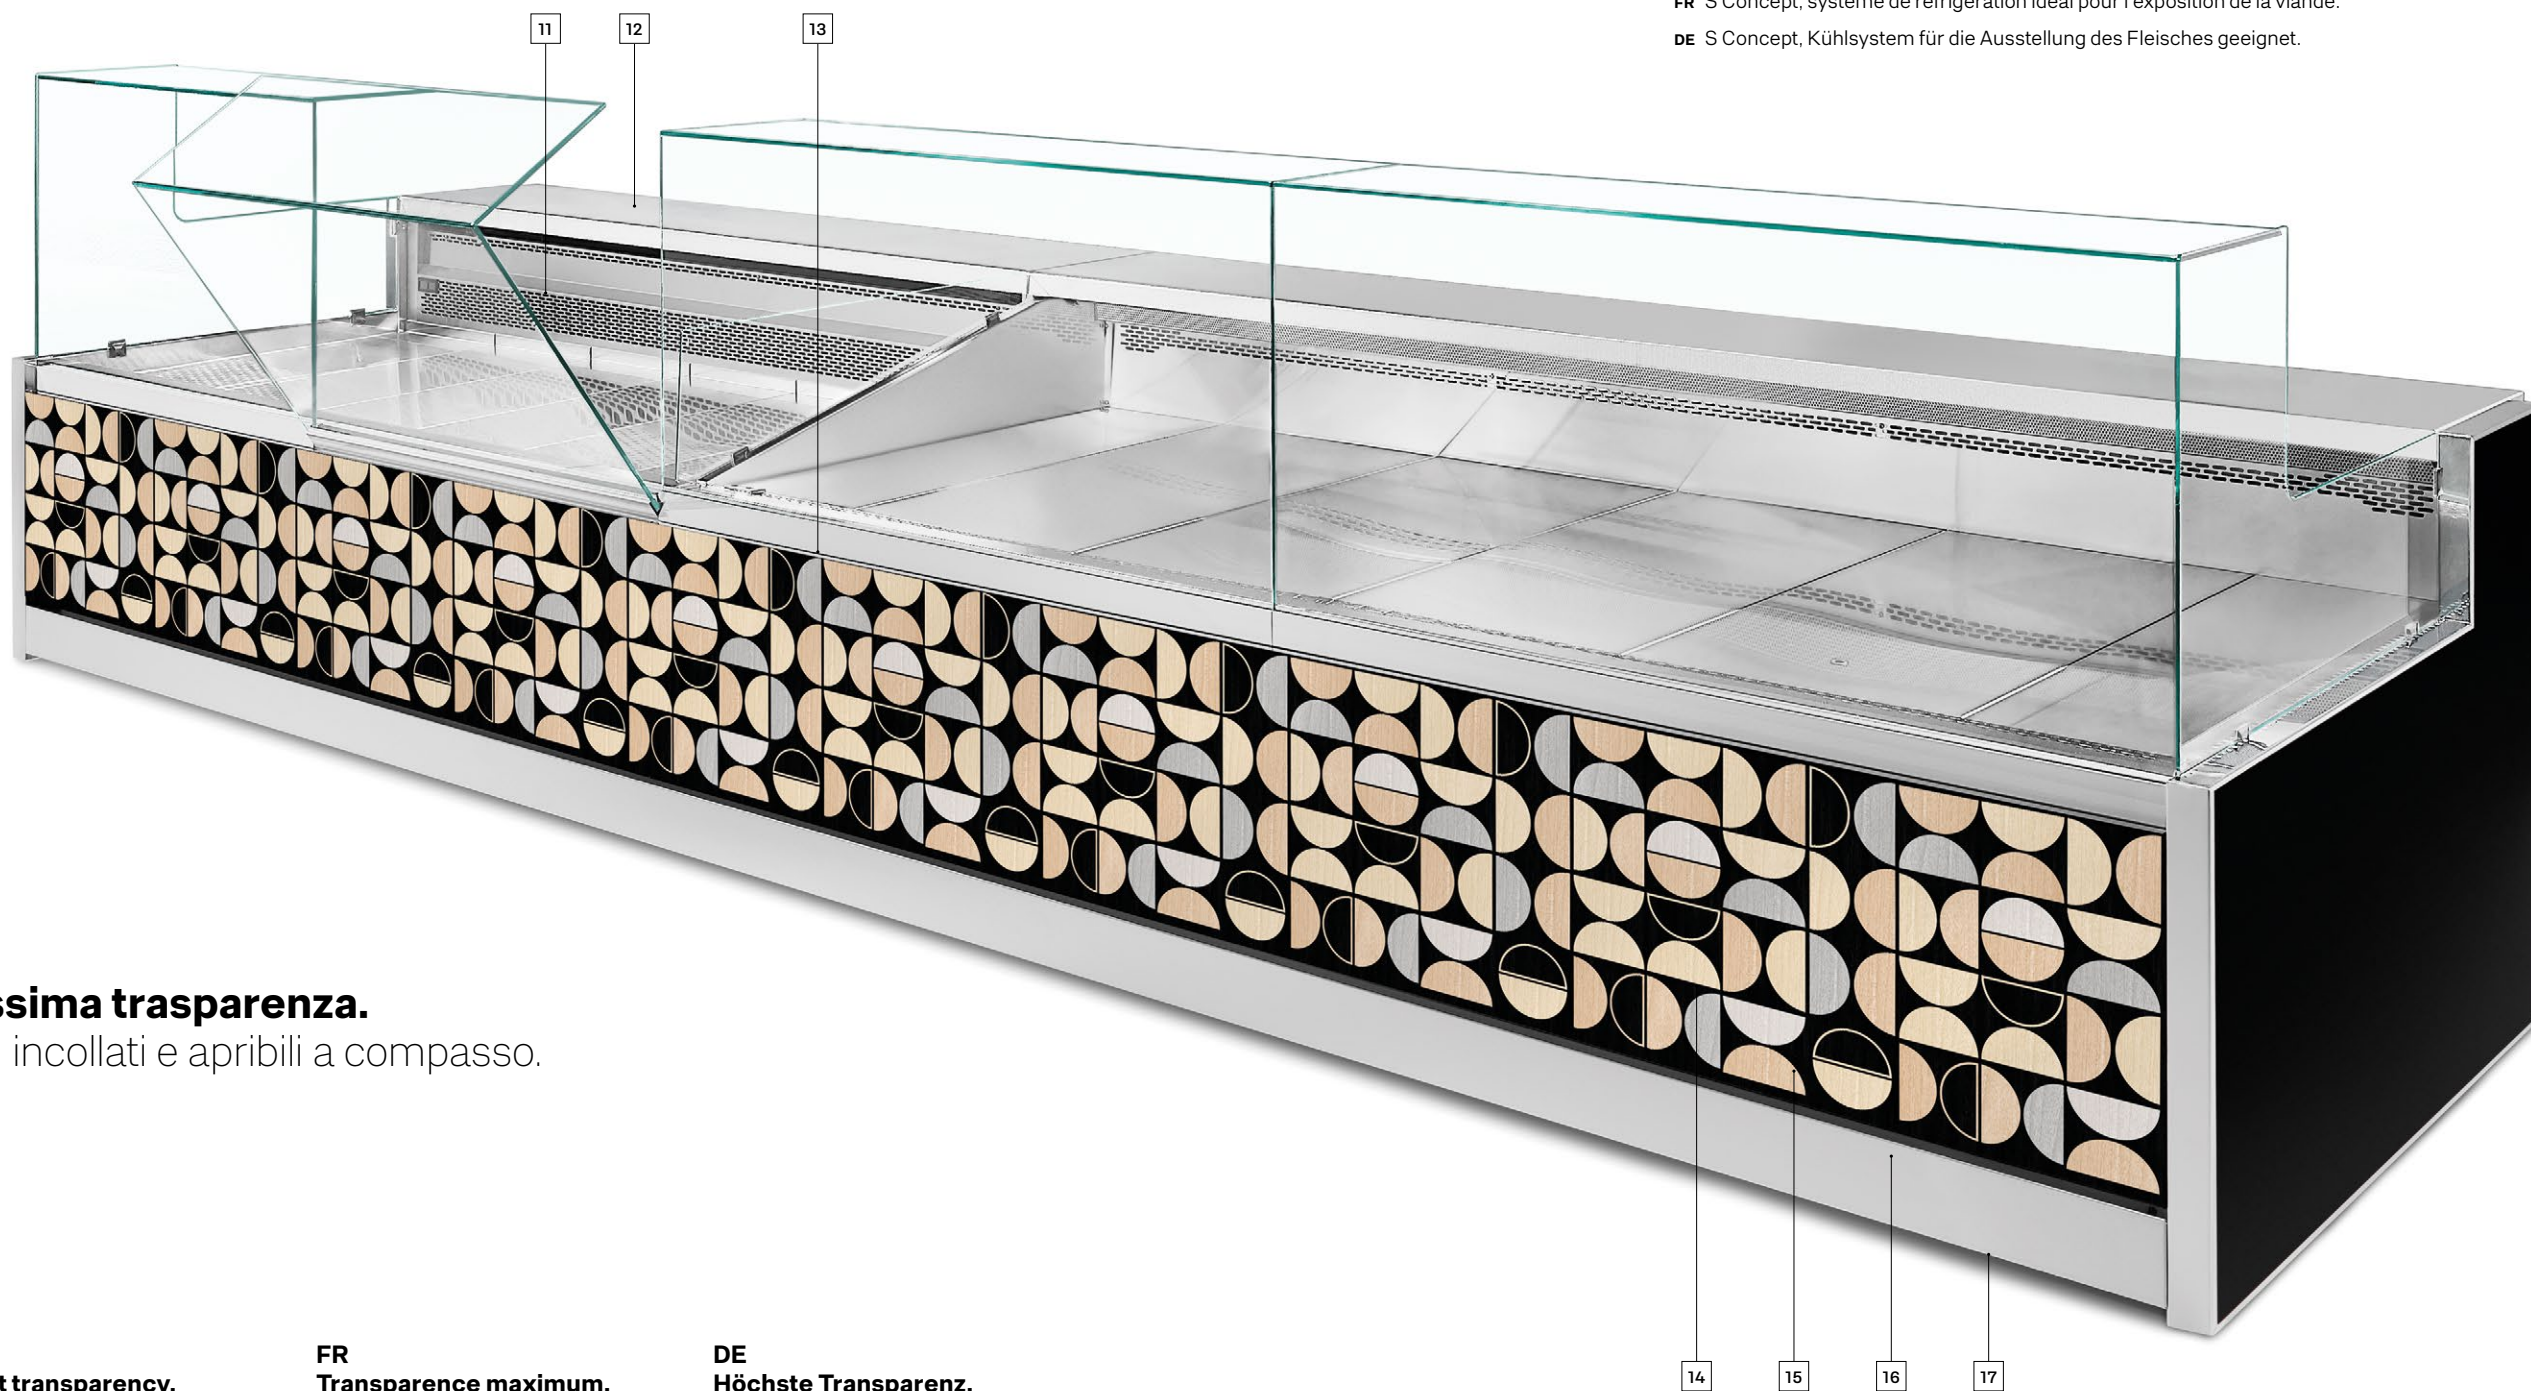 FR S Concept, système de réfrigération idéal pour l'exposition de la viande.
DE S Concept, Kühlsystem für die Ausstellung des Fleisches geeignet.
11 12 13
trasparenza.
incollati e apribili a compasso.
FR
DE
transparency.
Transparence maximum.
Höchste Transparenz.
14 15 16 17